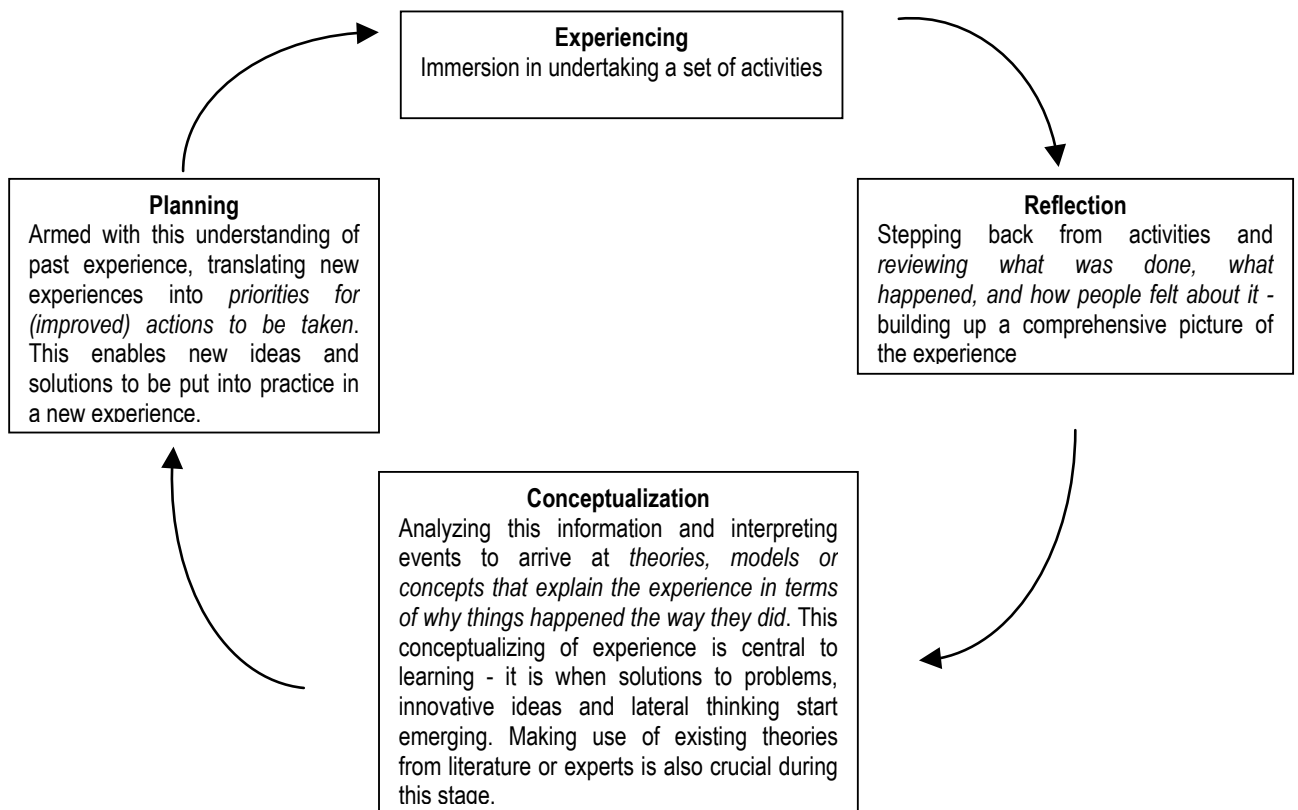 Experiencing
Immersion in undertaking a set of activities
Planning
Armed with this understanding of
past experience, translating new
experiences into priorities for
(improved) actions to be taken.
This enables new ideas and
solutions to be put into practice in
a new experience.
Reflection
Stepping back from activities and
reviewing what was done, what
happened, and how people felt about it -
building up a comprehensive picture of
the experience
Conceptualization
Analyzing this information and interpreting
events to arrive at theories, models or
concepts that explain the experience in terms
of why things happened the way they did. This
conceptualizing of experience is central to
learning - it is when solutions to problems,
innovative ideas and lateral thinking start
emerging. Making use of existing theories
from literature or experts is also crucial during
this stage.